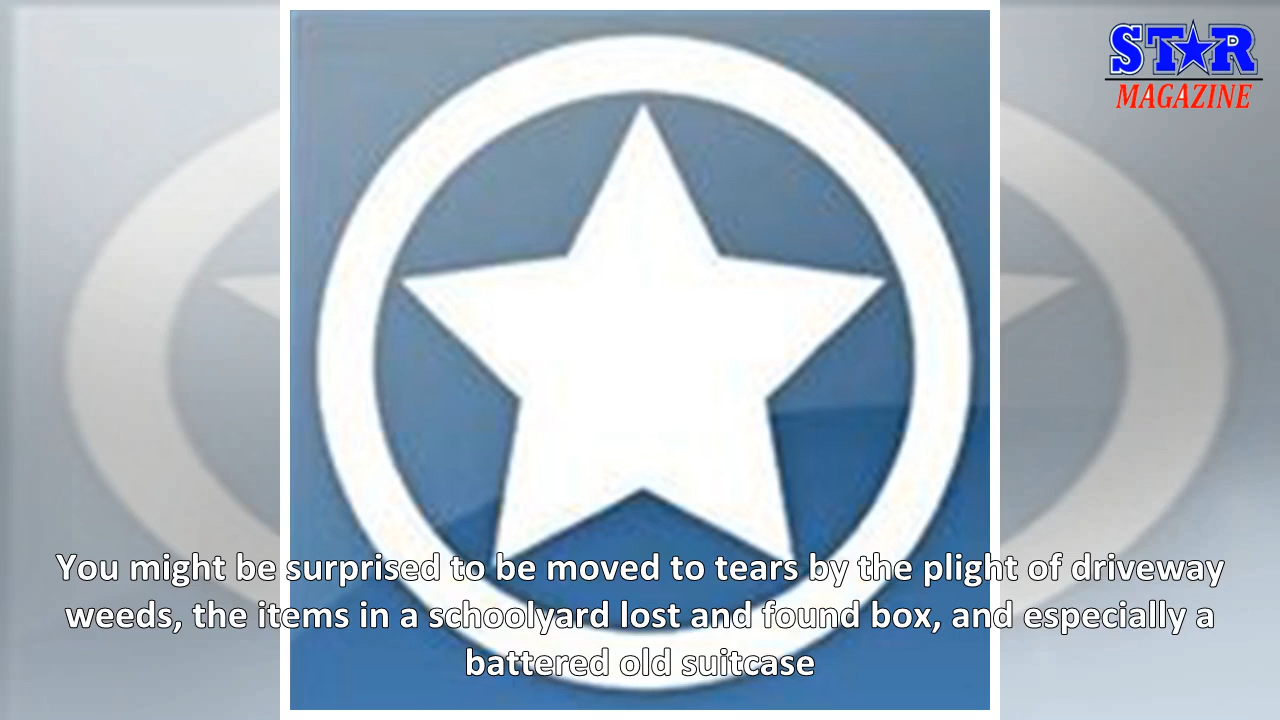 STAR
MAGAZINE
You might be surprised to be moved to tears by the plight of driveway
weeds, the items in a schoolyard lost and found box, and especially a
battered old suitcase